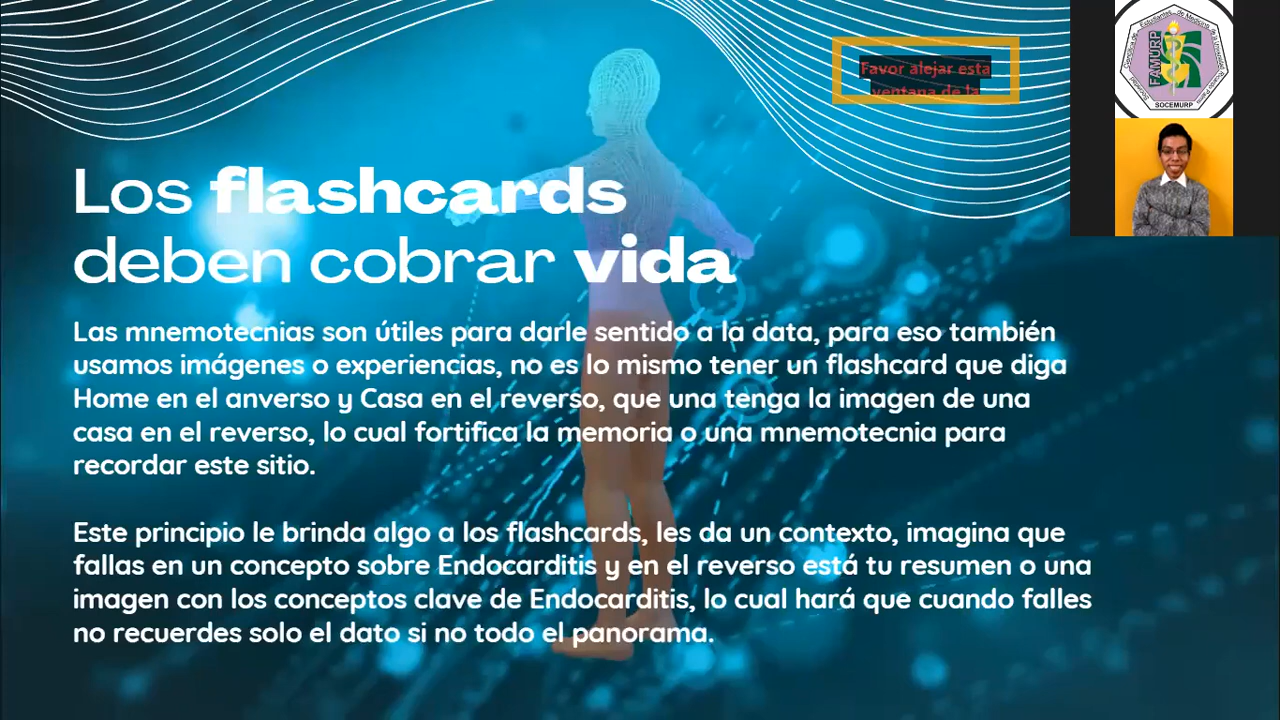 Favor alejar esta
ventana de la
FAMURP
SOCEMURP
Los flashcards
deben cobrar vida
Las mnemotecnias son útiles para darle sentido a la data, para eso también
usamos imágenes o experiencias, no es lo mismo tener un flashcard que diga
Home en el anverso y Casa en el reverso, que una tenga la imagen de una
casa en el reverso, lo cual fortifica la memoria o una mnemotecnia para
recordar este sitio.
Este principio le brinda algo a los flashcards, les da un contexto, imagina que
fallas en un concepto sobre Endocarditis y en el reverso está tu resumen o una
imagen con los conceptos clave de Endocarditis, lo cual hará que cuando falles
no recuerdes solo el dato si no todo el panorama.